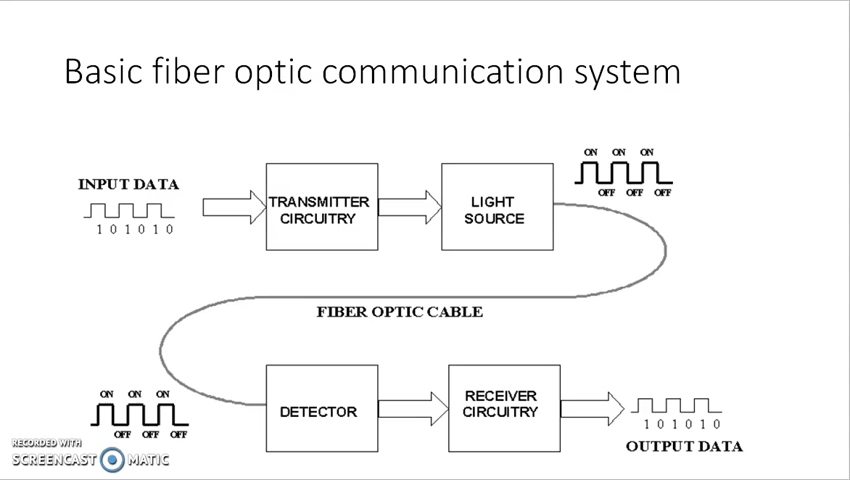 Basic fiber optic communication system
ON ON ON
OFF OFF OFF
INPUT DATA
1 0 1 0 1 0
TRANSMITTER
CIRCUITRY
LIGHT
SOURCE
FIBER OPTIC CABLE
ON ON ON
OFF OFF OFF
DETECTOR
RECEIVER
CIRCUITRY
1 0 1 0 1 0
OUTPUT DATA
RECORDED WITH
SCREENCAST MATIC